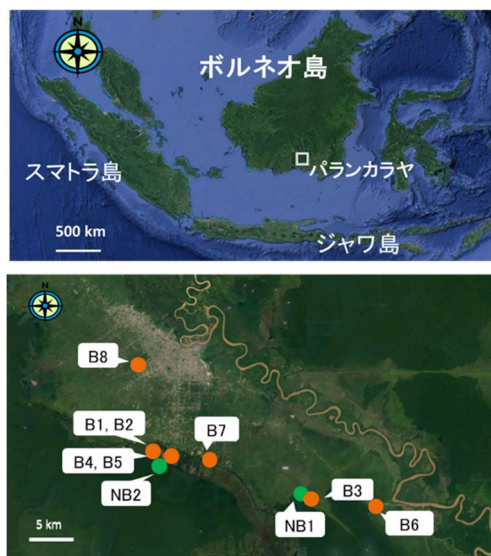 ボルネオ島
パランカラヤ
スマトラ島
500 km
ジャワ島
B8
B1, B2
B7
B4, B5
NB2
B3
NB1
B6
5 km